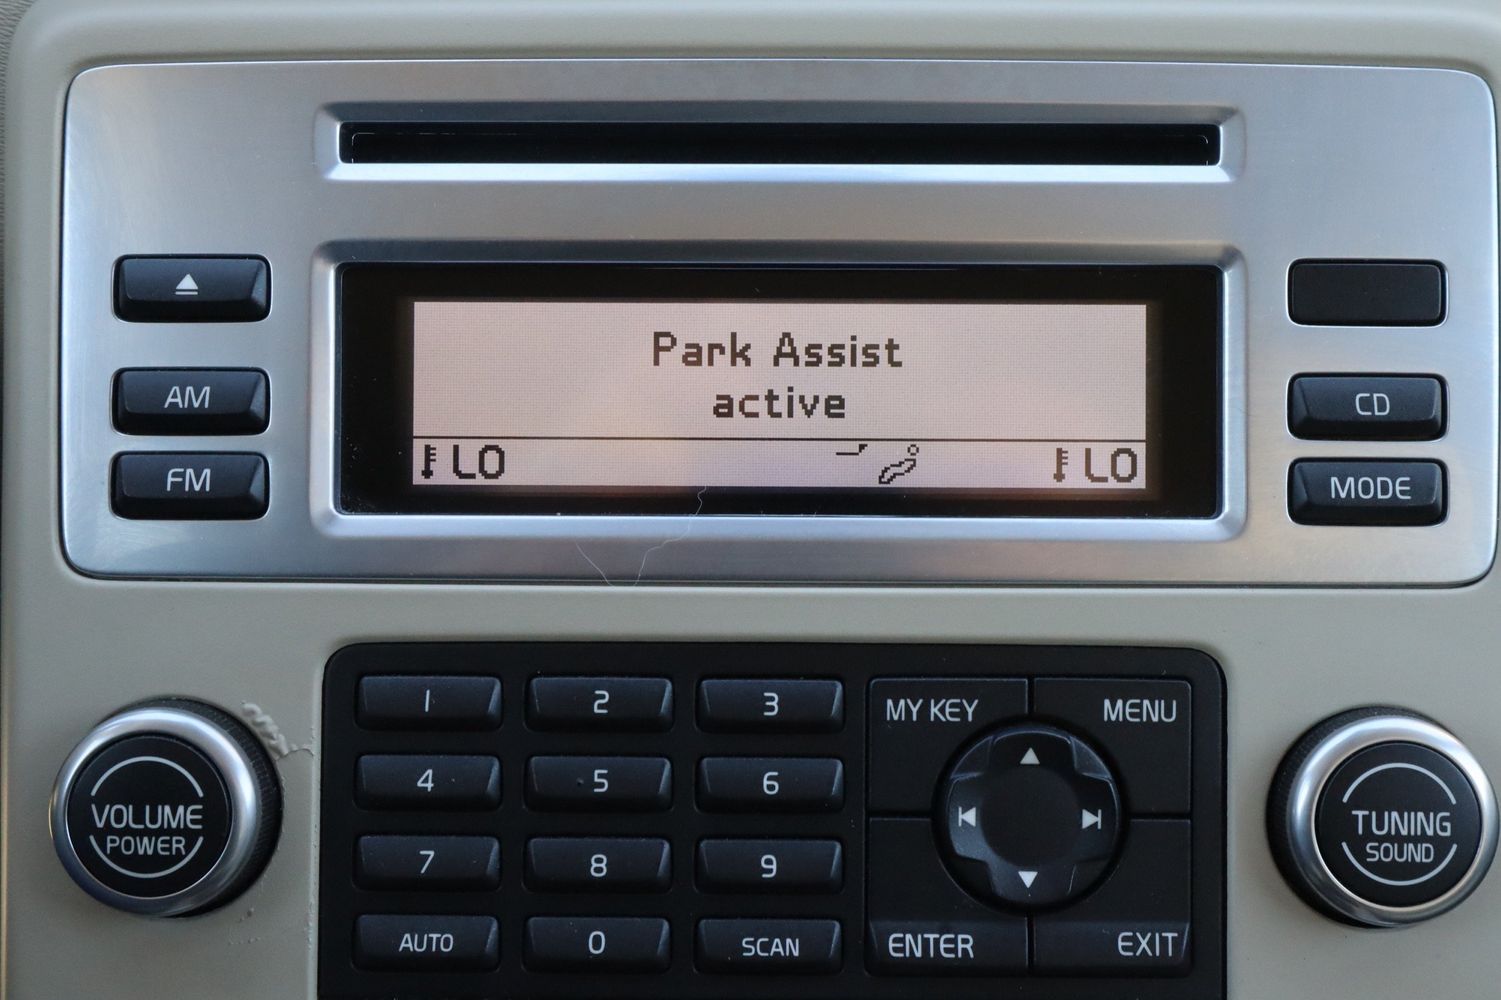 Park Assist
active
LO LO
AM
FM
CD
MODE
VOLUME
POWER
1 2 3
4 5 6
7 8 9
AUTO 0 SCAN
MY KEY MENU
ENTER EXIT
TUNING
SOUND